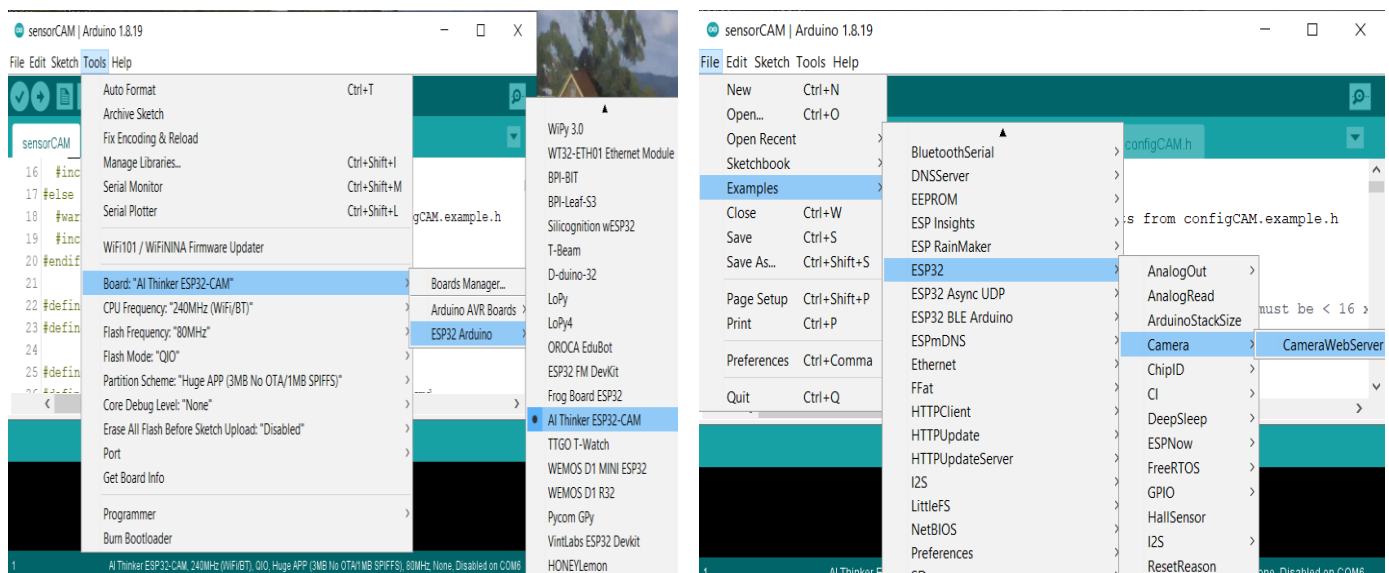 sensorCAM | Arduino 1.8.19
File Edit Sketch Tools Help
sensorCAM
Auto Format Ctrl+T
Archive Sketch
Fix Encoding & Reload
Manage Libraries... Ctrl+Shift+I
Serial Monitor Ctrl+Shift+M
Serial Plotter Ctrl+Shift+L
WiFi101 / WiFiNINA Firmware Updater
Board: "AI Thinker ESP32-CAM"
CPU Frequency: "240MHz (WiFi/BT)"
Flash Frequency: "80MHz"
Flash Mode: "QIO"
Partition Scheme: "Huge APP (3MB No OTA/1MB SPIFFS)"
Core Debug Level: "None"
Erase All Flash Before Sketch Upload: "Disabled"
Port
Get Board Info
Programmer
Burn Bootloader
16 #inc
17 #else
18 #war
gCAM.example.h
19 #inc
20 #endif
21
22 #defin
23 #defin
24
25 #defin
Boards Manager...
Arduino AVR Boards
ESP32 Arduino
WiPy 3.0
WT32-ETH01 Ethernet Module
BPI-BIT
BPI-Leaf-S3
Silicognition wESP32
T-Beam
D-duino-32
LoPy
LoPy4
OROCA EduBot
ESP32 FM DevKit
Frog Board ESP32
AI Thinker ESP32-CAM
TTGO T-Watch
WEMOS D1 MINI ESP32
WEMOS D1 R32
Pycom GPy
VintLabs ESP32 Devkit
HONEYLemon
1 AI Thinker ESP32-CAM, 240MHz (WiFi/BT), QIO, Huge APP (3MB No OTA/1MB SPIFFS), 80MHz, None, Disabled on COM6
sensorCAM | Arduino 1.8.19
File Edit Sketch Tools Help
New Ctrl+N
Open... Ctrl+O
Open Recent
Sketchbook
Examples
Close Ctrl+W
Save Ctrl+S
Save As... Ctrl+Shift+S
Page Setup Ctrl+Shift+P
Print Ctrl+P
Preferences Ctrl+Comma
Quit Ctrl+Q
BluetoothSerial
DNSServer
EEPROM
ESP Insights
ESP RainMaker
ESP32
ESP32 Async UDP
ESP32 BLE Arduino
ESPmDNS
Ethernet
FFat
HTTPClient
HTTPUpdate
HTTPUpdateServer
I2S
LittleFS
NetBIOS
Preferences
configCAM.h
s from configCAM.example.h
must be < 16
AnalogOut
AnalogRead
ArduinoStackSize
Camera
ChipID
CI
DeepSleep
ESPNow
FreeRTOS
GPIO
HallSensor
I2S
ResetReason
CameraWebServer
1 AI Thinker E
one, Disabled on COM6